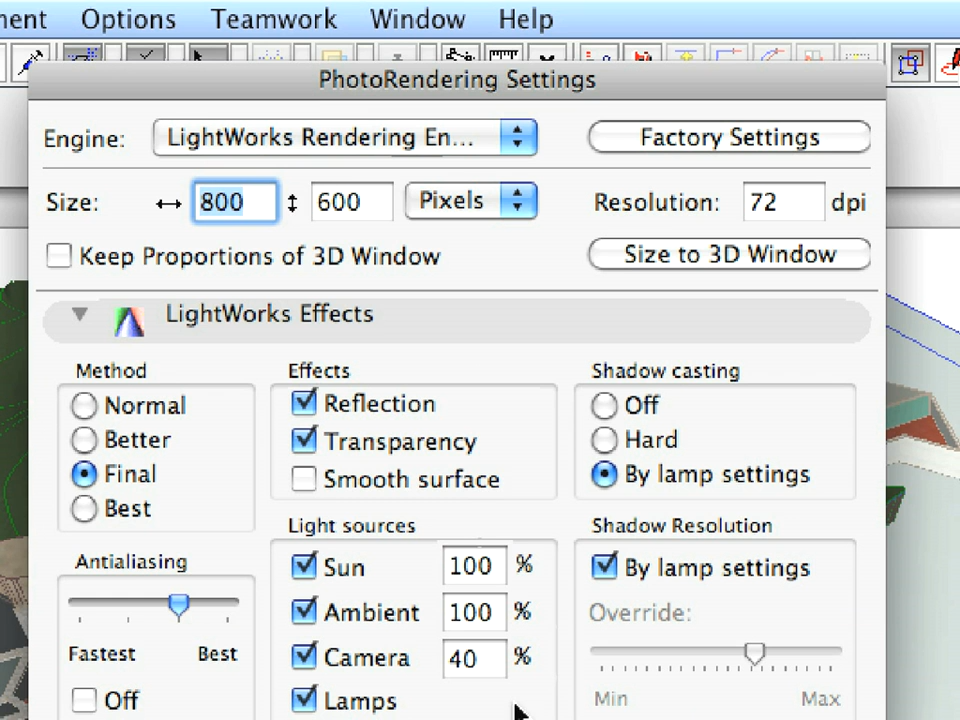 ment Options Teamwork Window Help
PhotoRendering Settings
Engine: LightWorks Rendering En... Factory Settings
Size: 800 600 Pixels Resolution: 72 dpi
Keep Proportions of 3D Window Size to 3D Window
LightWorks Effects
Method Effects Shadow casting
Normal Reflection Off
Better Transparency Hard
Final Smooth surface By lamp settings
Best
Light sources Shadow Resolution
Antialiasing Sun 100 % By lamp settings
Ambient 100 % Override:
Fastest Best Camera 40 %
Off Lamps Min Max